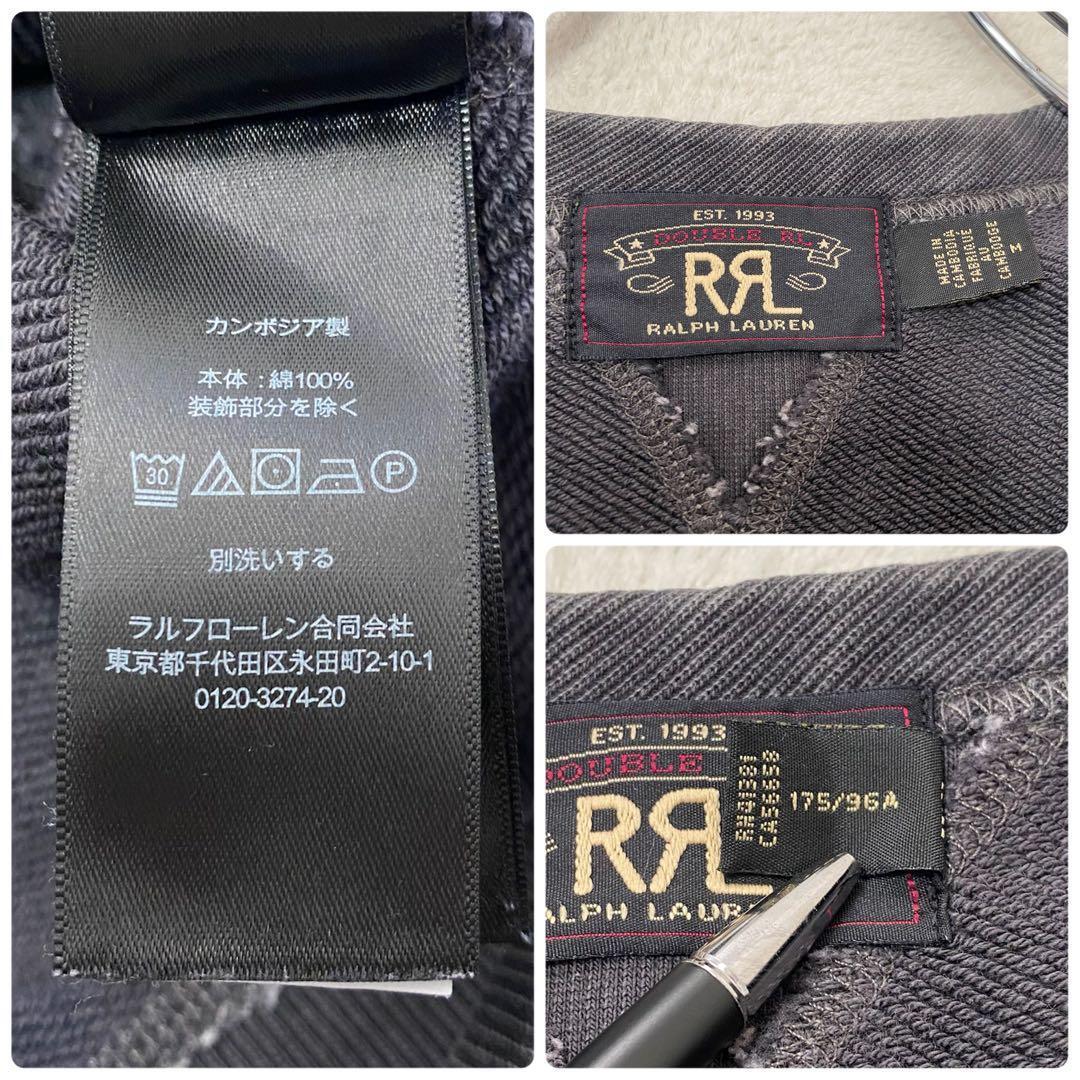 カンボジア製
本体:綿100%
装飾部分を除く
30 P
別洗いする
ラルフローレン合同会社
東京都千代田区永田町2-10-1
0120-3274-20
EST. 1993
DOUBLE RL
RRL
RALPH LAUREN
MADE IN
CAMBODIA
FABRIQUE
AU
CAMBODGE
M
EST. 1993
DOUBLE
RRL
ALPH LAUR
175/96A
CA56558